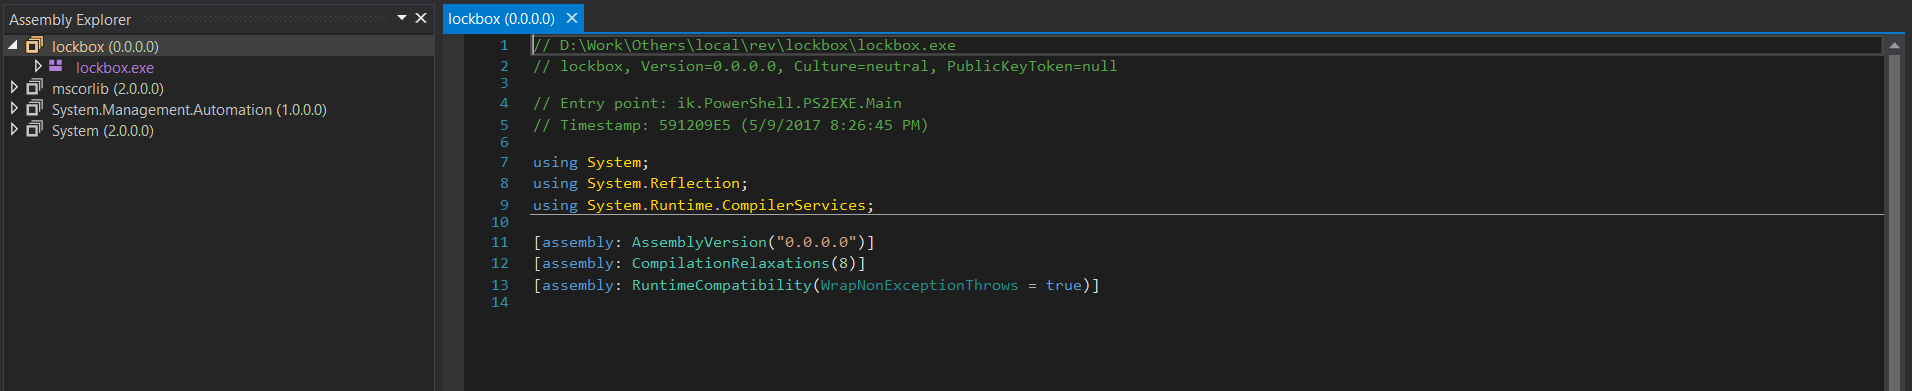 Assembly Explorer
lockbox (0.0.0.0)
lockbox.exe
mscorlib (2.0.0.0)
System.Management.Automation (1.0.0.0)
System (2.0.0.0)
lockbox (0.0.0.0)
1 // D:\Work\Others\local\rev\lockbox\lockbox.exe
2 // lockbox, Version=0.0.0.0, Culture=neutral, PublicKeyToken=null
3
4 // Entry point: ik.PowerShell.PS2EXE.Main
5 // Timestamp: 591209E5 (5/9/2017 8:26:45 PM)
6
7 using System;
8 using System.Reflection;
9 using System.Runtime.CompilerServices;
10
11 [assembly: AssemblyVersion("0.0.0.0")]
12 [assembly: CompilationRelaxations(8)]
13 [assembly: RuntimeCompatibility(WrapNonExceptionThrows = true)]
14